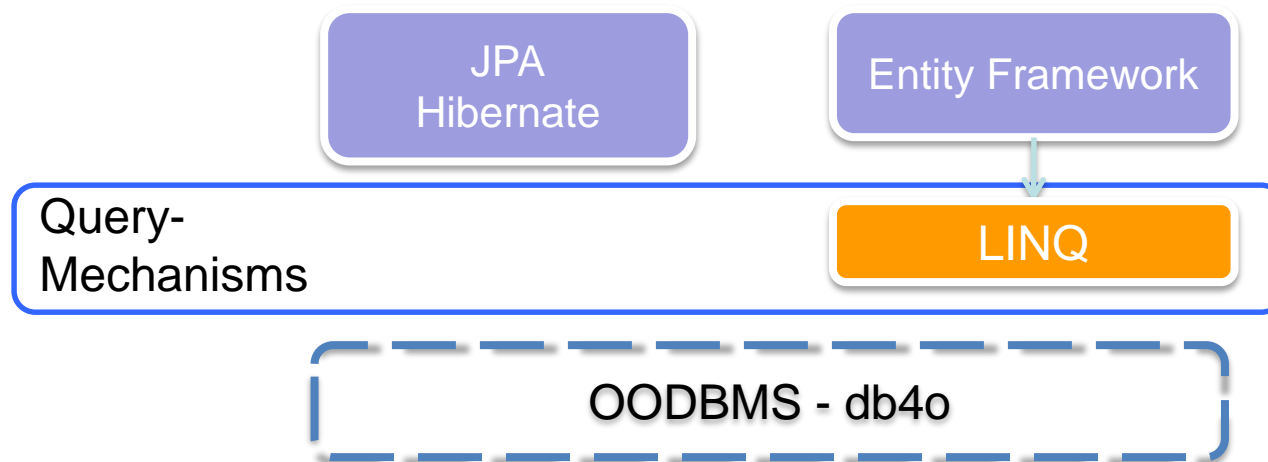 JPA
Hibernate
Entity Framework
Query-
Mechanisms
LINQ
OODBMS - db4o